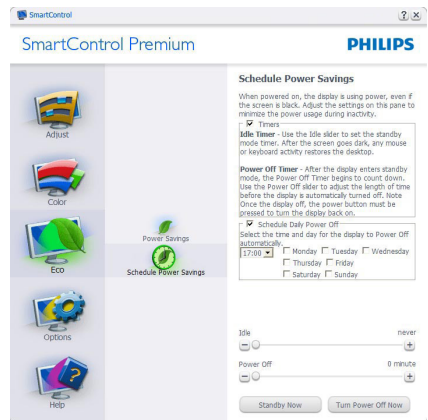 SmartControl
SmartControl Premium
PHILIPS
Adjust
Color
Eco
Options
Help
Power Savings
Schedule Power Savings
Schedule Power Savings
When powered on, the display is using power, even if
the screen is black. Adjust the settings on this pane to
minimize the power usage during inactivity.
Timers
Idle Timer - Use the Idle slider to set the standby
mode timer. After the screen goes dark, any mouse
or keyboard activity restores the desktop.
Power Off Timer - After the display enters standby
mode, the Power Off Timer begins to count down.
Use the Power Off slider to adjust the length of time
before the display is automatically turned off. Note
Once the display off, the power button must be
pressed to turn the display back on.
Schedule Daily Power Off
Select the time and day for the display to Power Off
automatically.
17:00 Monday Tuesday Wednesday
Thursday Friday
Saturday Sunday
Idle never
Power Off 0 minute
Standby Now Turn Power Off Now